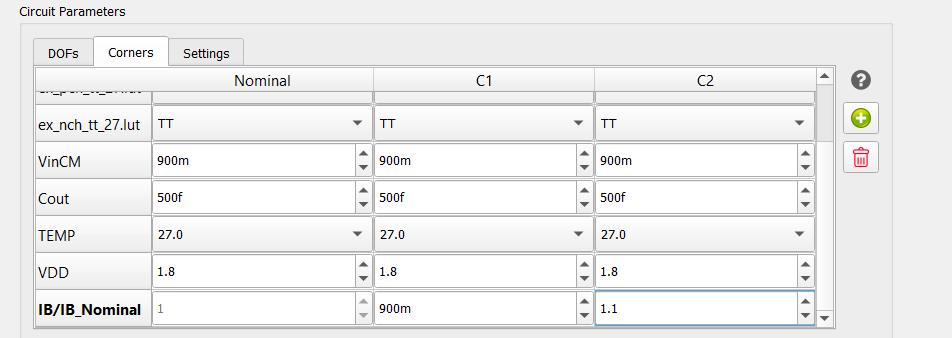 Circuit Parameters
DOFs Corners Settings
Nominal C1 C2
ex_nch_tt_27.lut TT TT TT
VinCM 900m 900m 900m
Cout 500f 500f 500f
TEMP 27.0 27.0 27.0
VDD 1.8 1.8 1.8
IB/IB_Nominal 1 900m 1.1